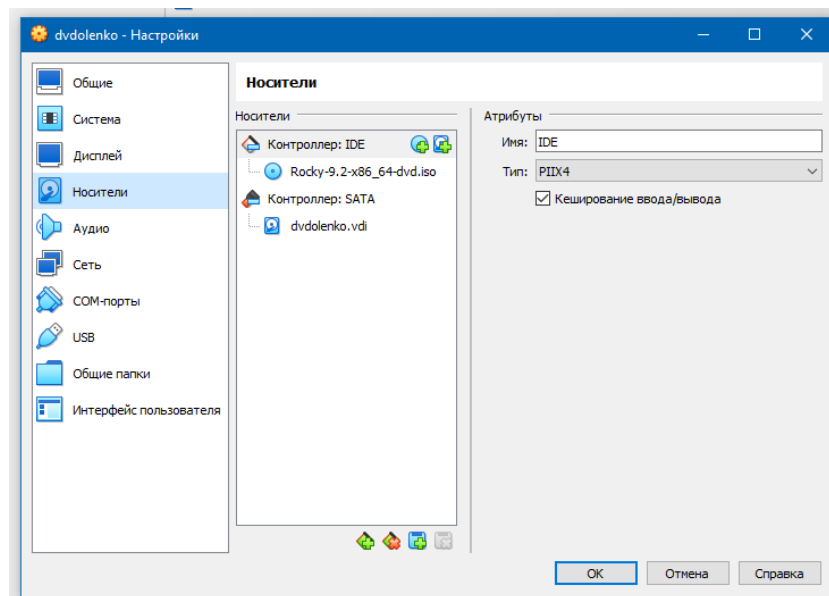 dvdolenko - Настройки
Общие
Система
Дисплей
Носители
Аудио
Сеть
COM-порты
USB
Общие папки
Интерфейс пользователя
Носители
Носители
Контроллер: IDE
Rocky-9.2-x86_64-dvd.iso
Контроллер: SATA
dvdolenko.vdi
Атрибуты
Имя: IDE
Тип: PIIX4
Кеширование ввода/вывода
OK Отмена Справка